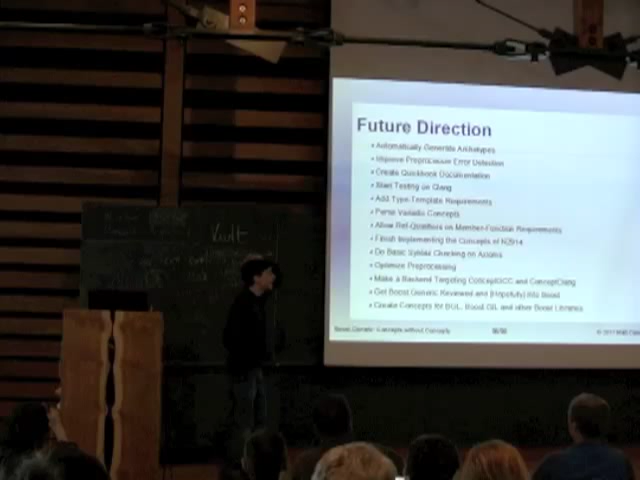 Future Direction
Automatically Generate Archetypes
Improve Preprocessor Error Detection
Create Quickbook Documentation
Start Testing on Clang
Add Type-Template Requirements
Parse Variadic Concepts
Allow Ref-Qualifiers on Member-Function Requirements
Finish Implementing the Concepts of N2914
Do Basic Syntax Checking on Axioms
Optimize Preprocessing
Make a Backend Targeting ConceptGCC and ConceptClang
Get Boost.Generic Reviewed and (Hopefully) Into Boost
Create Concepts for BGL, Boost.GIL and other Boost Libraries
Boost.Generic: Concepts without Concepts